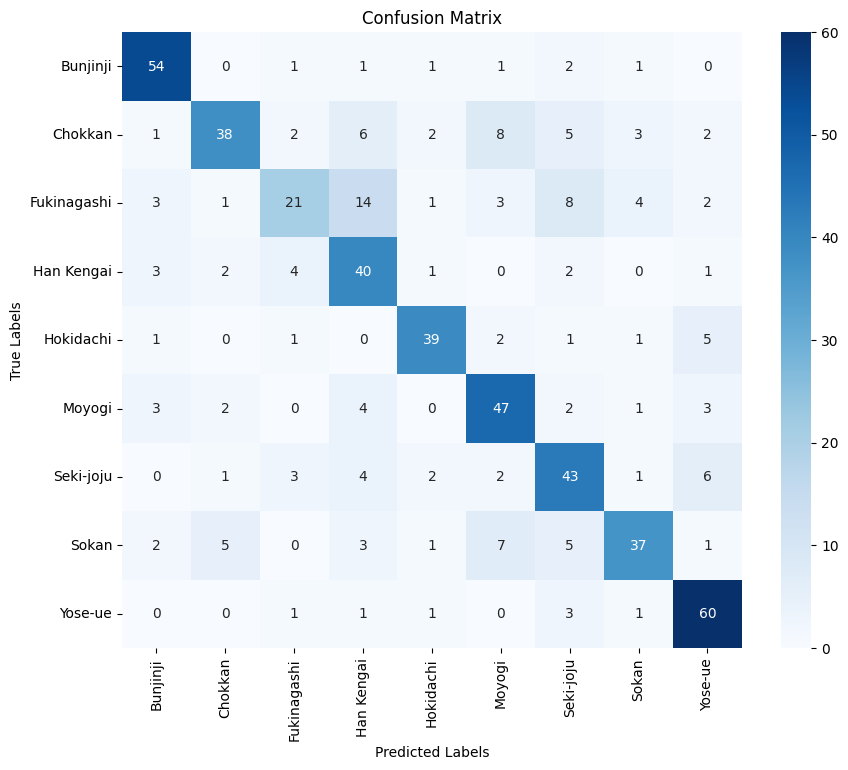 Confusion Matrix
True Labels
Bunjinji 54 0 1 1 1 1 2 1 0
Chokkan 1 38 2 6 2 8 5 3 2
Fukinagashi 3 1 21 14 1 3 8 4 2
Han Kengai 3 2 4 40 1 0 2 0 1
Hokidachi 1 0 1 0 39 2 1 1 5
Moyogi 3 2 0 4 0 47 2 1 3
Seki-joju 0 1 3 4 2 2 43 1 6
Sokan 2 5 0 3 1 7 5 37 1
Yose-ue 0 0 1 1 1 0 3 1 60
Bunjinji Chokkan Fukinagashi Han Kengai Hokidachi Moyogi Seki-joju Sokan Yose-ue
Predicted Labels
60
50
40
30
20
10
0